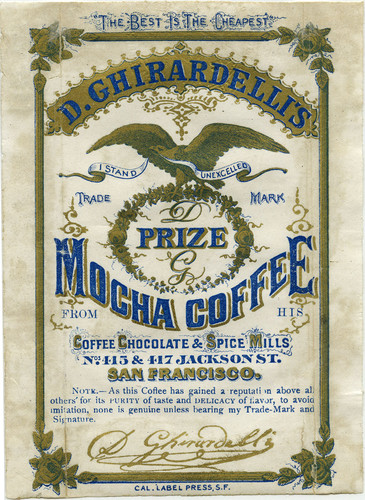 "THE BEST IS THE CHEAPEST"
D. GHIRARDELLI'S
I STAND UNEXCELLED
TRADE MARK
D
PRIZE
G
MOCHA COFFEE
FROM HIS
COFFEE CHOCOLATE & SPICE MILLS
Nos. 415 & 417 JACKSON ST.
SAN FRANCISCO.
NOTE.—As this Coffee has gained a reputation above all
others for its PURITY of taste and DELICACY of flavor, to avoid
imitation, none is genuine unless bearing my Trade-Mark and
Signature.
D Ghirardelli
CAL. LABEL PRESS, S.F.